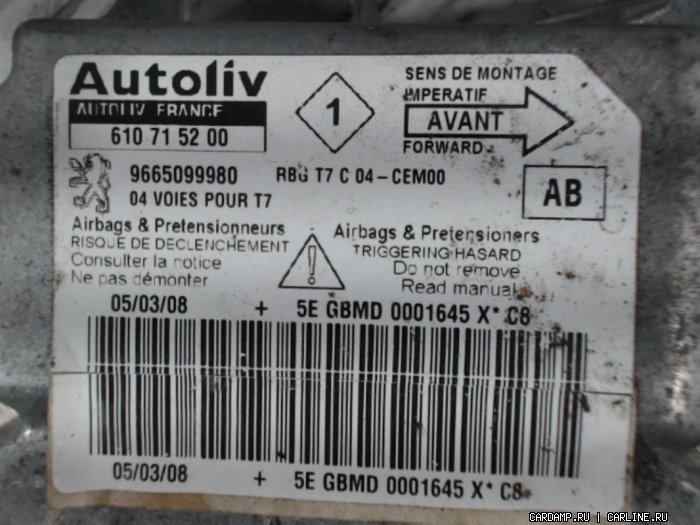 Autoliv
AUTOLIV FRANCE
610 71 52 00
1
SENS DE MONTAGE
IMPERATIF
AVANT
FORWARD
9665099980
RBG T7 C 04-CEM00
04 VOIES POUR T7
AB
Airbags & Pretensionneurs
RISQUE DE DECLENCHEMENT
Consulter la notice
Ne pas démonter
!
Airbags & Pretensioners
TRIGGERING HASARD
Do not remove
Read manual
05/03/08 + 5E GBMD 0001645 X* C8
05/03/08 + 5E GBMD 0001645 X* C8
CARDAMP.RU | CARLINE.RU